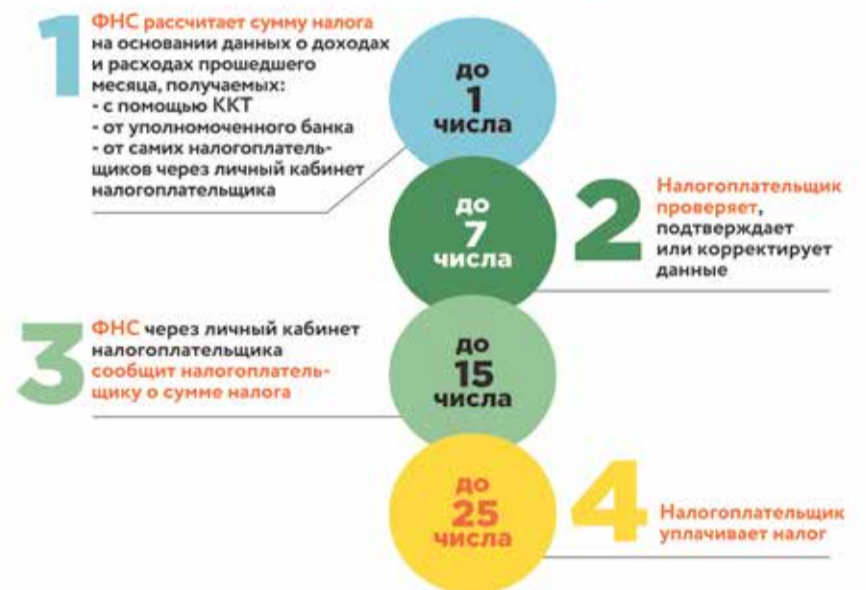 1
ФНС рассчитает сумму налога
на основании данных о доходах
и расходах прошедшего
месяца, получаемых:
- с помощью ККТ
- от уполномоченного банка
- от самих налогоплатель-
щиков через личный кабинет
налогоплательщика
до
1
числа
до
7
числа
2
Налогоплательщик
проверяет,
подтверждает
или корректирует
данные
3
ФНС через личный кабинет
налогоплательщика
сообщит налогоплатель-
щику о сумме налога
до
15
числа
до
25
числа
4
Налогоплательщик
уплачивает налог